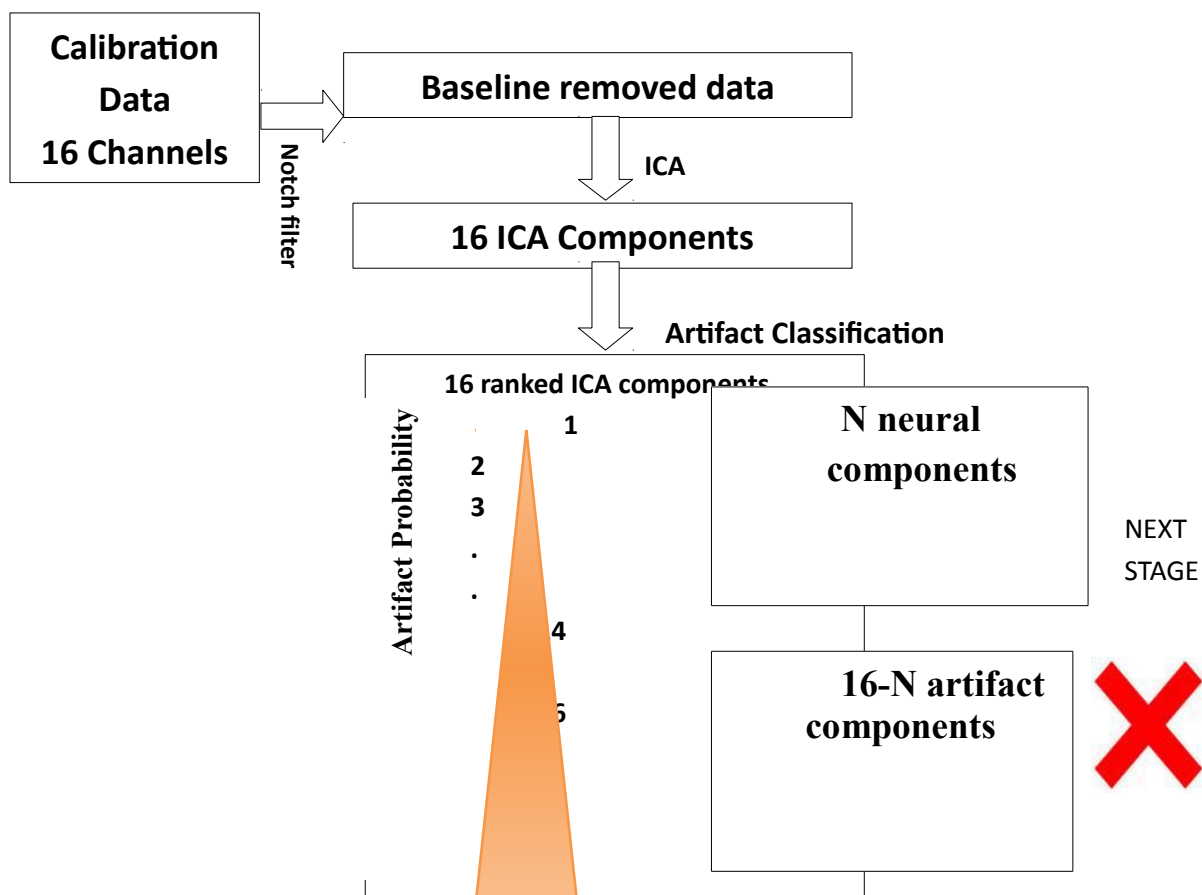 Calibration
Data
16 Channels
Notch filter
Baseline removed data
ICA
16 ICA Components
Artifact Classification
16 ranked ICA components
Artifact Probability
1
2
3
.
.
4
6
N neural
components
NEXT
STAGE
16-N artifact
components